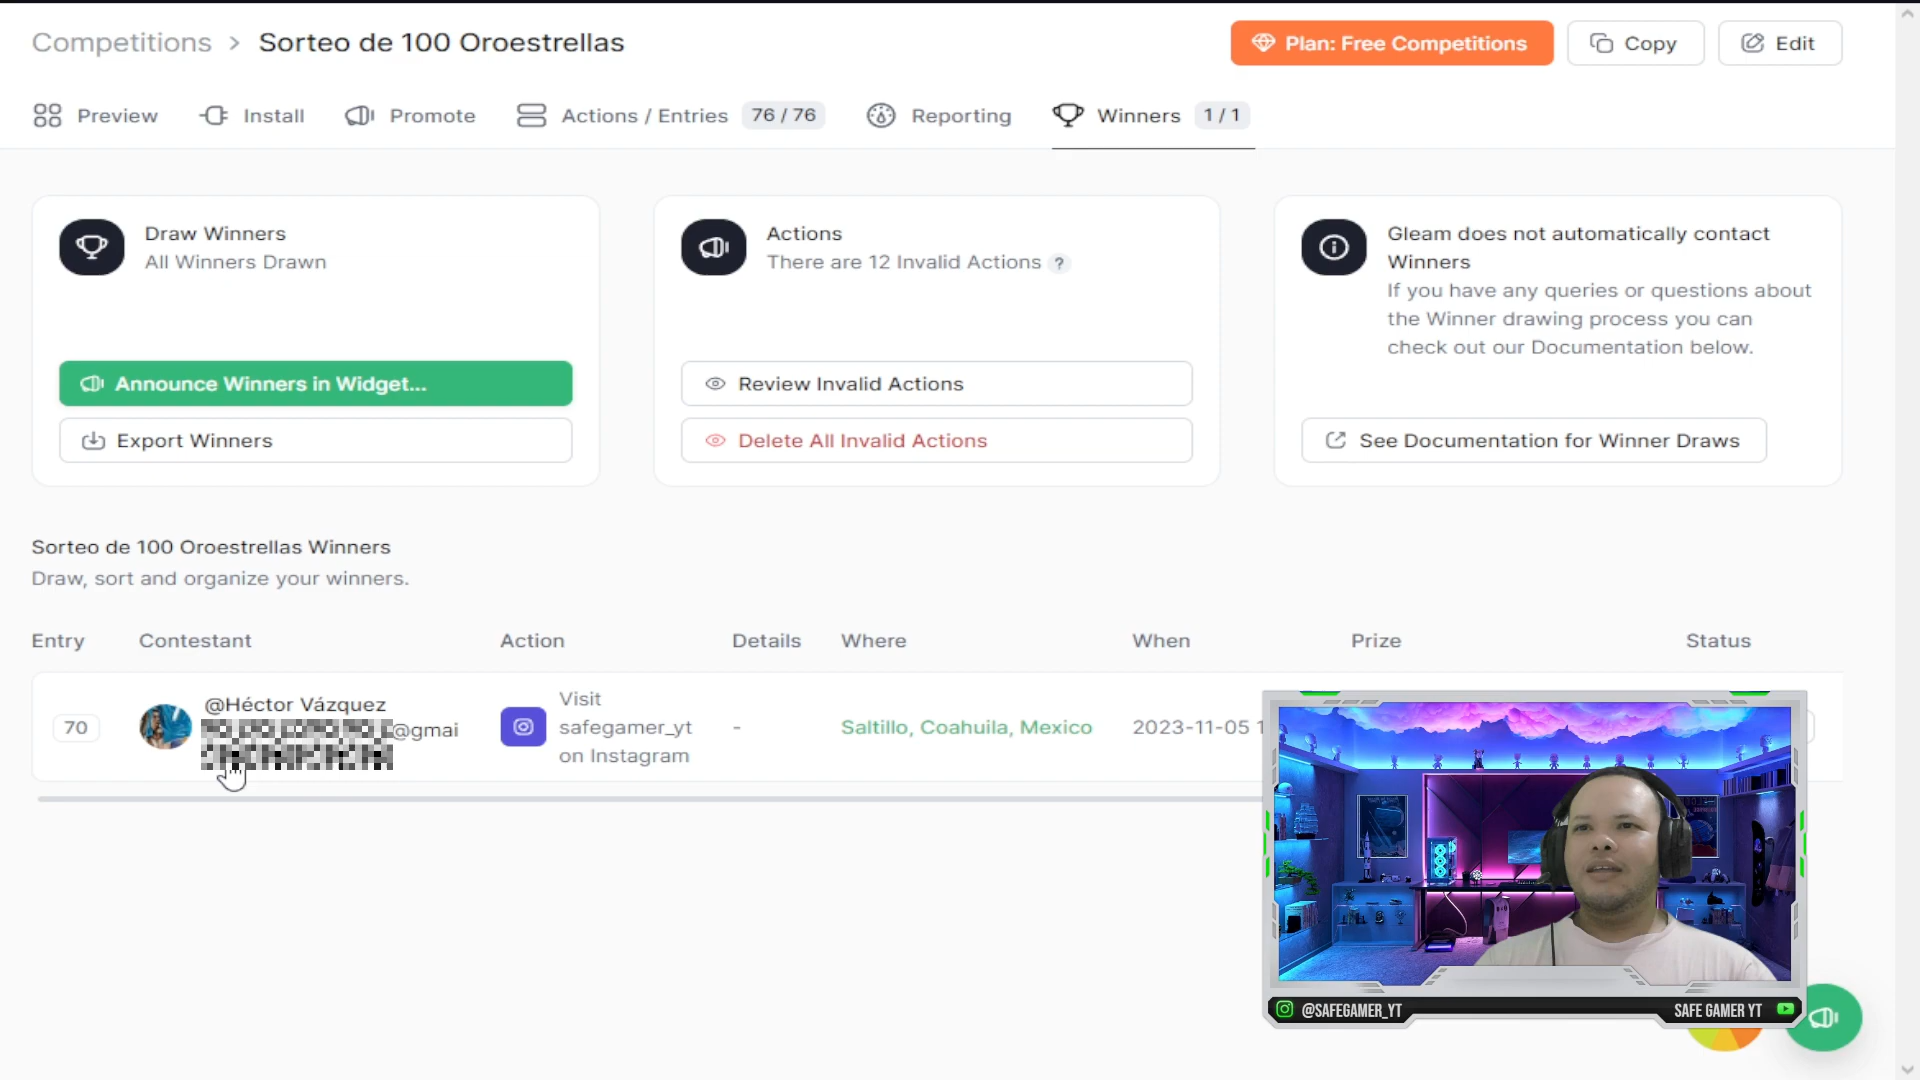 Competitions > Sorteo de 100 Oroestrellas
Plan: Free Competitions
Copy
Edit
Preview
Install
Promote
Actions / Entries 76 / 76
Reporting
Winners 1 / 1
Draw Winners
All Winners Drawn
Announce Winners in Widget...
Export Winners
Actions
There are 12 Invalid Actions ?
Review Invalid Actions
Delete All Invalid Actions
Gleam does not automatically contact
Winners
If you have any queries or questions about
the Winner drawing process you can
check out our Documentation below.
See Documentation for Winner Draws
Sorteo de 100 Oroestrellas Winners
Draw, sort and organize your winners.
Entry Contestant Action Details Where When Prize Status
70
@Héctor Vázquez
@gmai
Visit
safegamer_yt
on Instagram
-
Saltillo, Coahuila, Mexico
2023-11-05
@SAFEGAMER_YT
SAFE GAMER YT